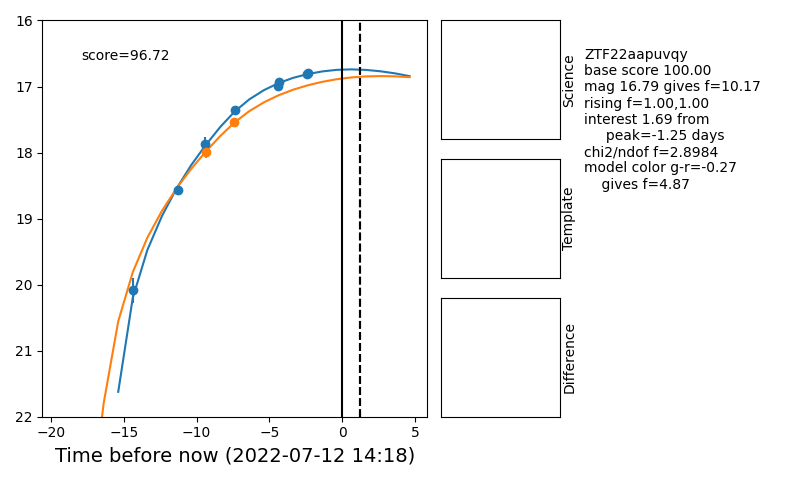 16
17
18
19
20
21
22
−20
−15
−10
−5
0
5
score=96.72
Time before now (2022-07-12 14:18)
Science
Template
Difference
ZTF22aapuvqy
base score 100.00
mag 16.79 gives f=10.17
rising f=1.00,1.00
interest 1.69 from
peak=-1.25 days
chi2/ndof f=2.8984
model color g-r=-0.27
gives f=4.87